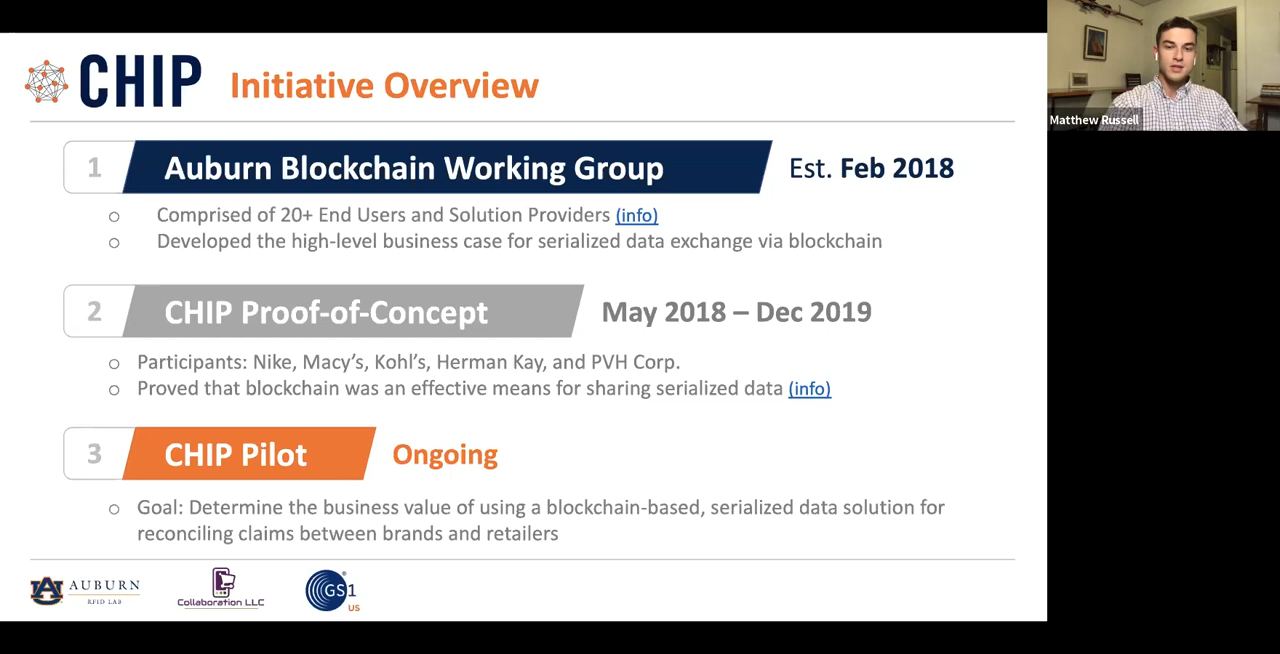 CHIP Initiative Overview
1 Auburn Blockchain Working Group Est. Feb 2018
○ Comprised of 20+ End Users and Solution Providers (info)
○ Developed the high-level business case for serialized data exchange via blockchain
2 CHIP Proof-of-Concept May 2018 – Dec 2019
○ Participants: Nike, Macy’s, Kohl’s, Herman Kay, and PVH Corp.
○ Proved that blockchain was an effective means for sharing serialized data (info)
3 CHIP Pilot Ongoing
○ Goal: Determine the business value of using a blockchain-based, serialized data solution for
reconciling claims between brands and retailers
AU AUBURN
RFID LAB
Collaboration LLC
GS1
US
Matthew Russell